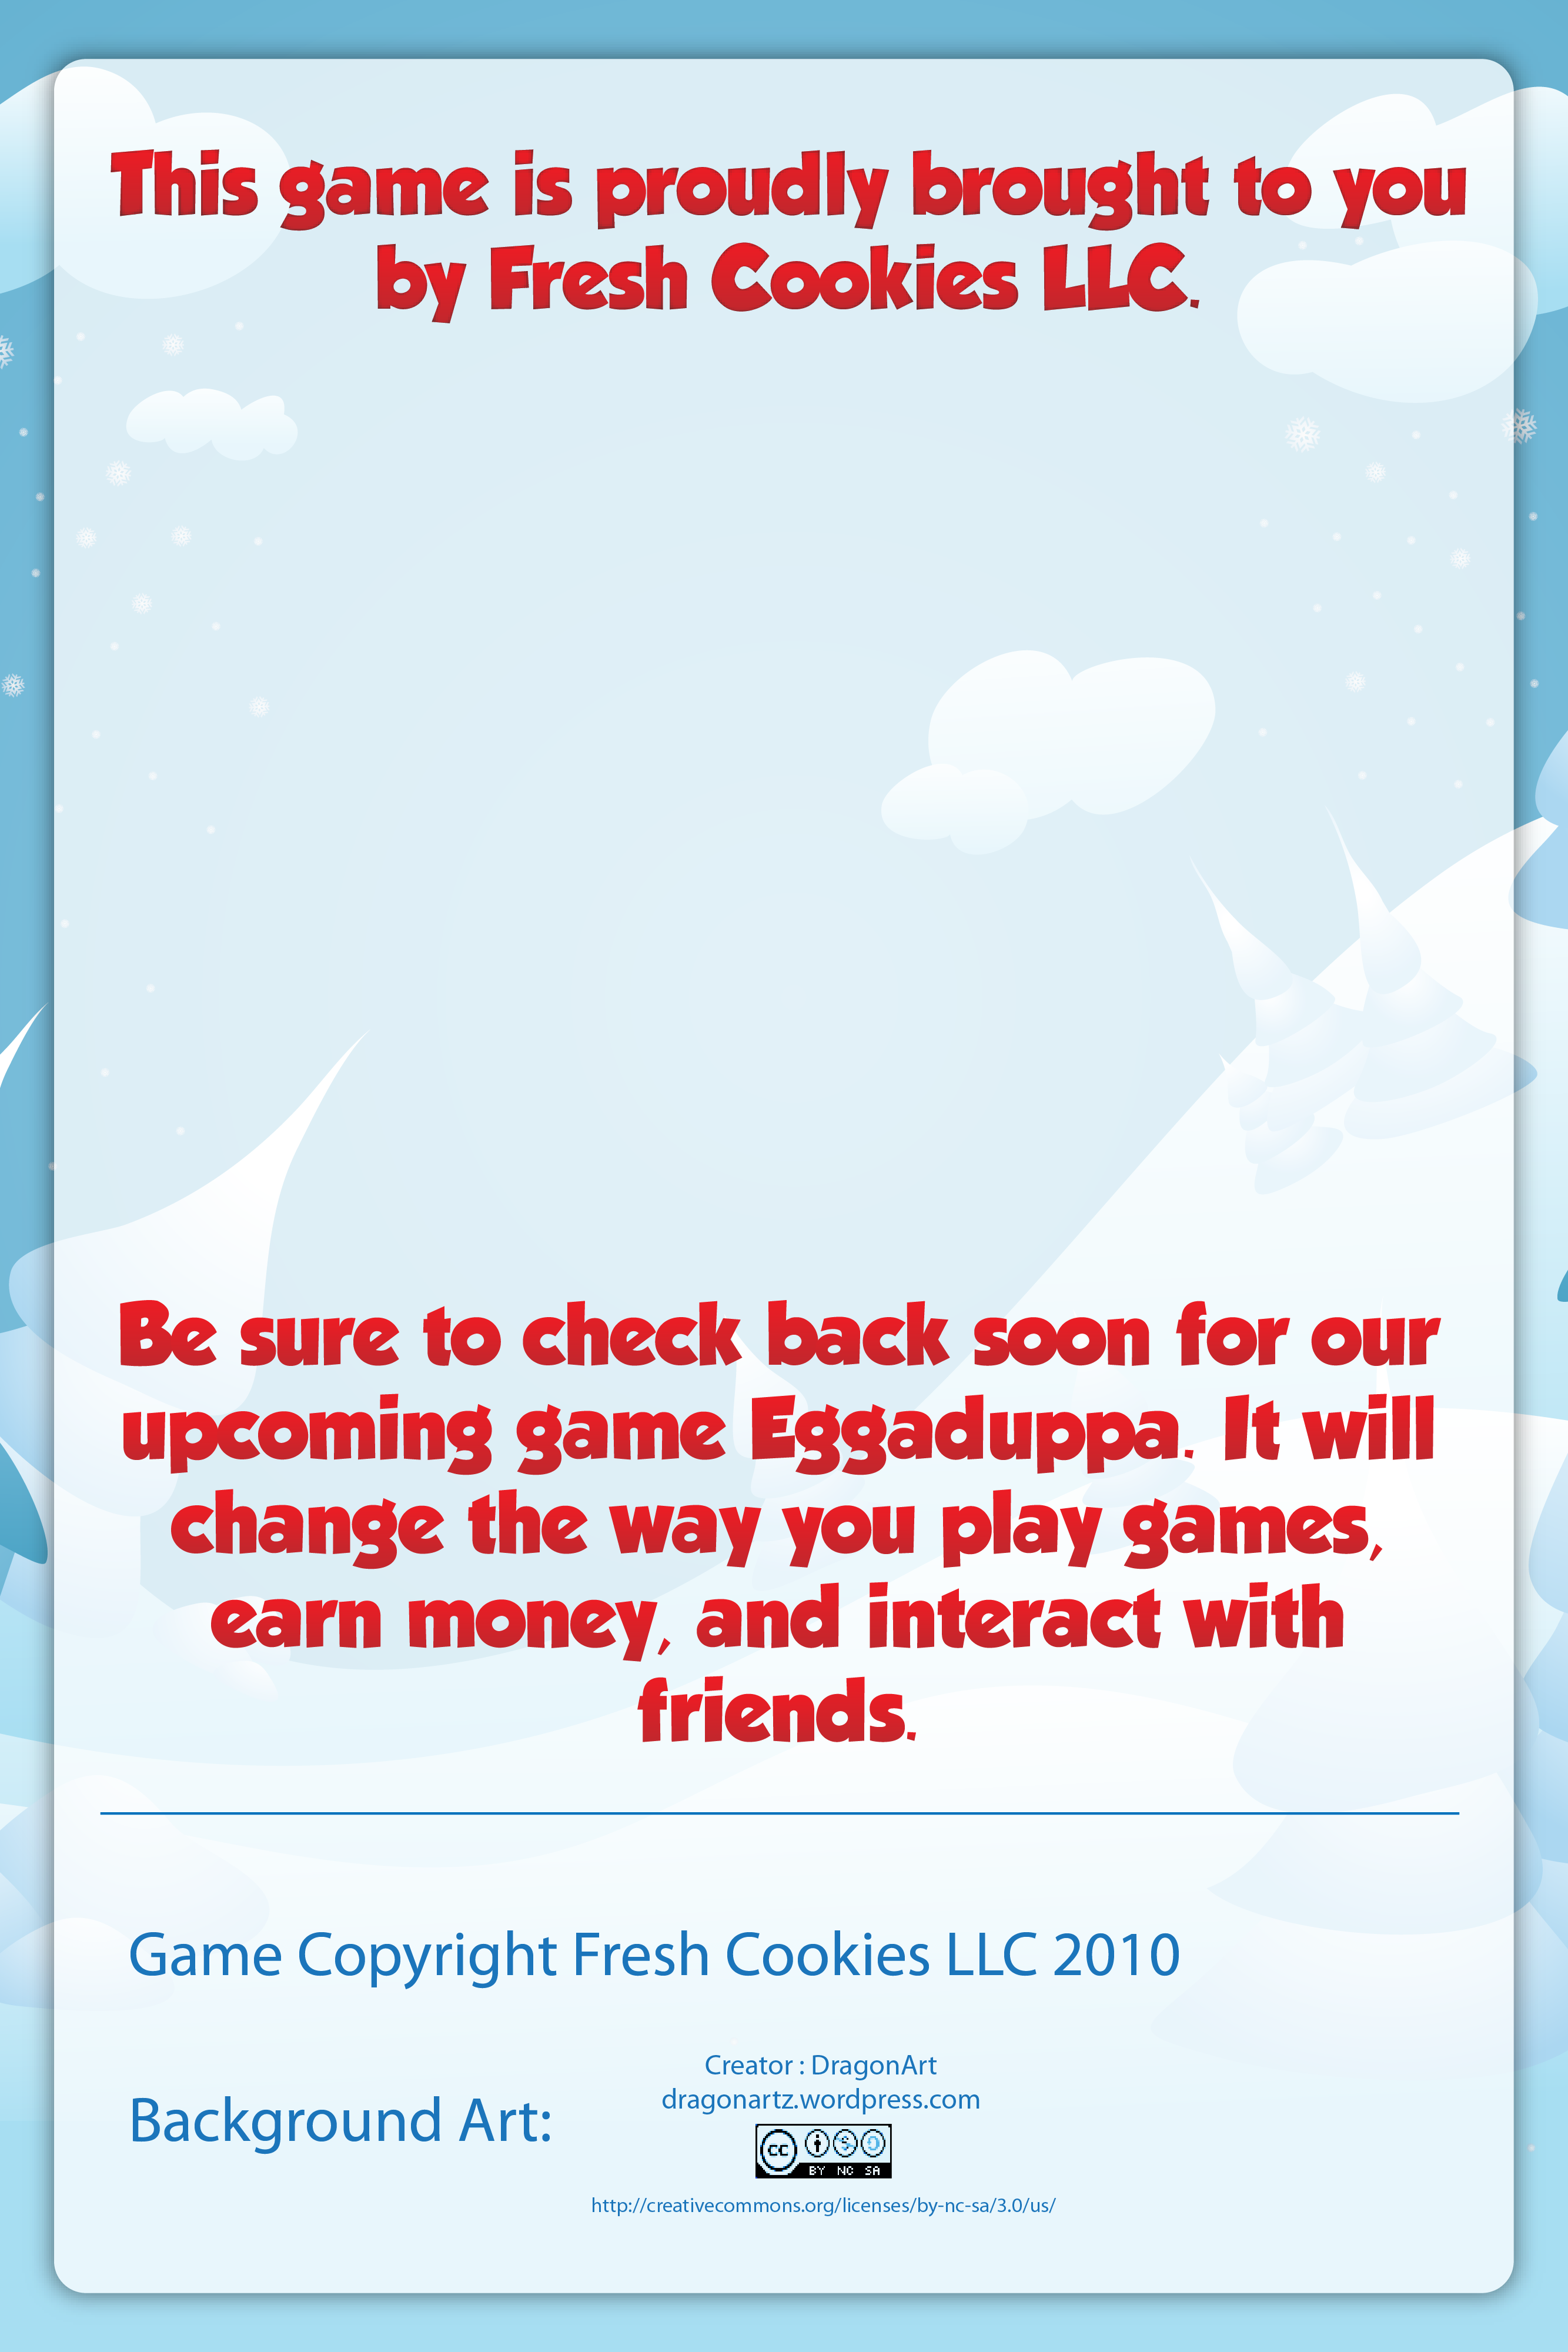 This game is proudly brought to you
by Fresh Cookies LLC.
Be sure to check back soon for our
upcoming game Eggaduppa. It will
change the way you play games,
earn money, and interact with
friends.
Game Copyright Fresh Cookies LLC 2010
Creator : DragonArt
dragonartz.wordpress.com
Background Art:
cc
BY NC SA
http://creativecommons.org/licenses/by-nc-sa/3.0/us/